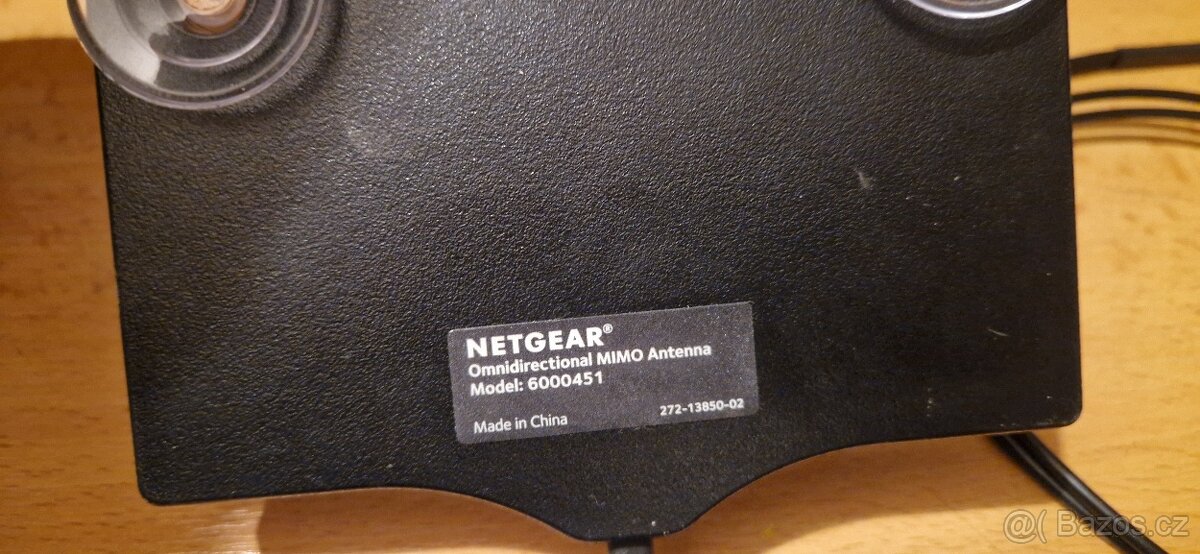 NETGEAR®
Omnidirectional MIMO Antenna
Model: 6000451
Made in China 272-13850-02
@( Bazos.cz